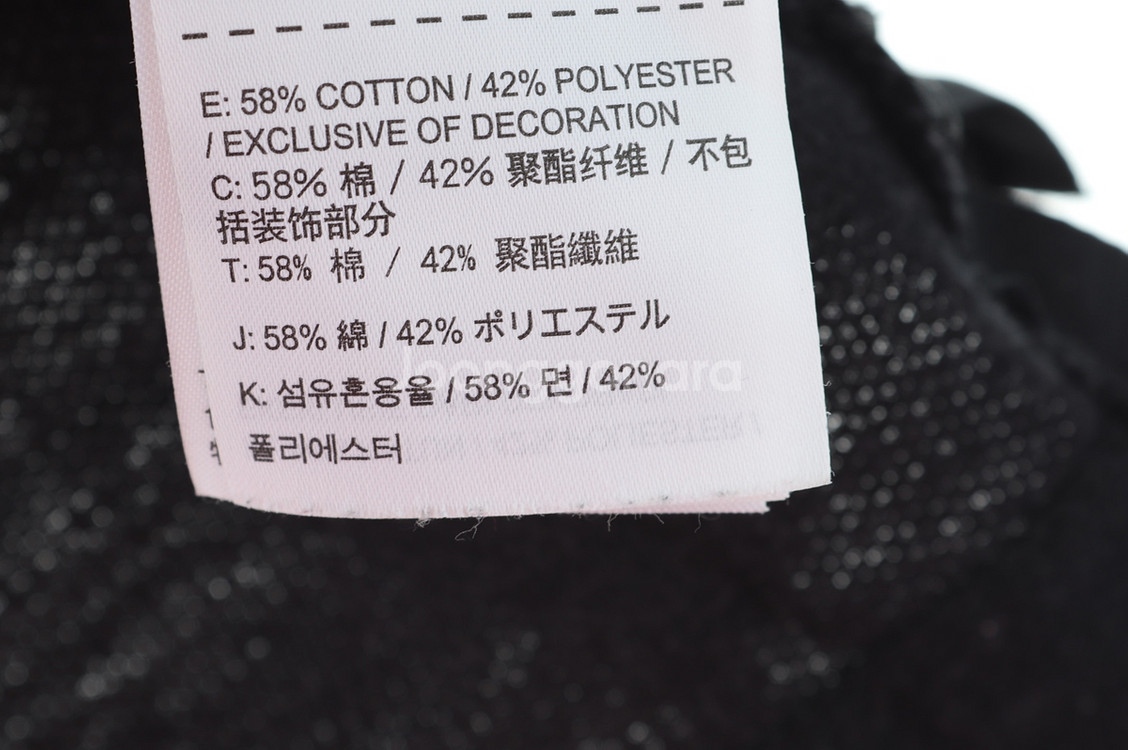 E: 58% COTTON / 42% POLYESTER
/ EXCLUSIVE OF DECORATION
C: 58% 棉 / 42% 聚酯纤维 / 不包
括装饰部分
T: 58% 棉 / 42% 聚酯纖維
J: 58% 綿 / 42% ポリエステル
K: 섬유혼용율 / 58% 면 / 42%
폴리에스터